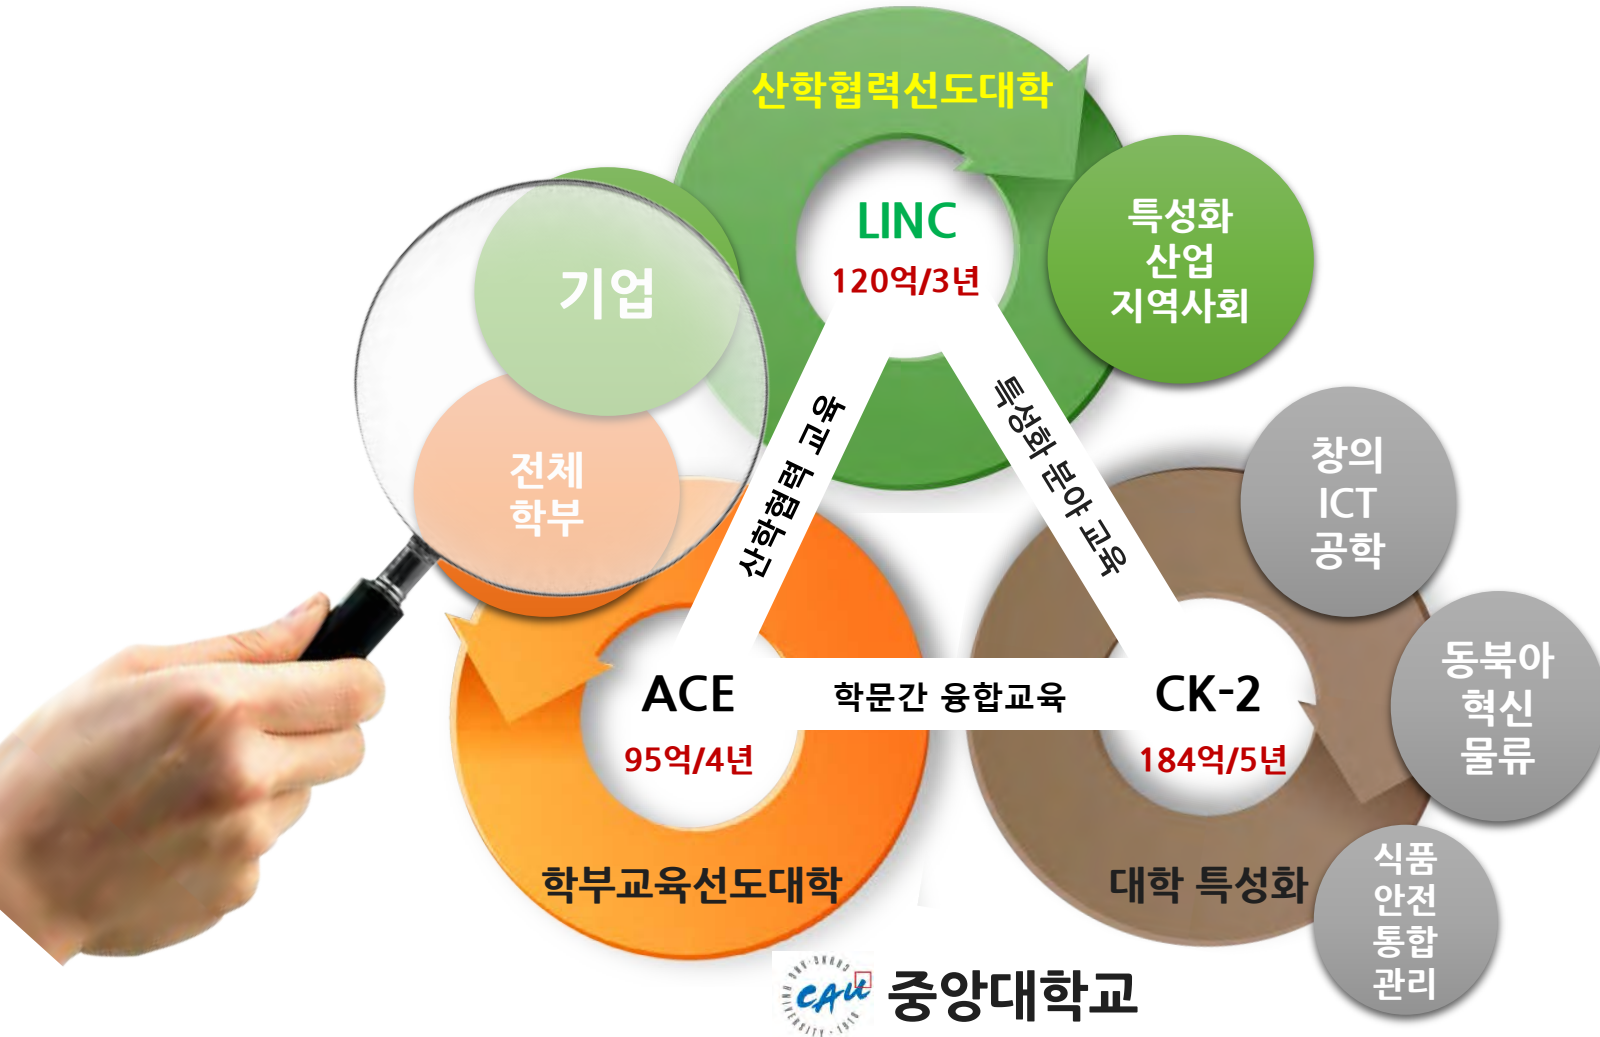 산학협력선도대학
LINC
120억/3년
특성화
산업
지역사회
기업
전체
학부
산학협력 교육
특성화 분야 교육
창의
ICT
공학
동북아
혁신
물류
ACE
95억/4년
학문간 융합교육
CK-2
184억/5년
학부교육선도대학
대학 특성화
식품
안전
통합
관리
CHUNG-ANG UNIVERSITY · 1918
CAU
중앙대학교